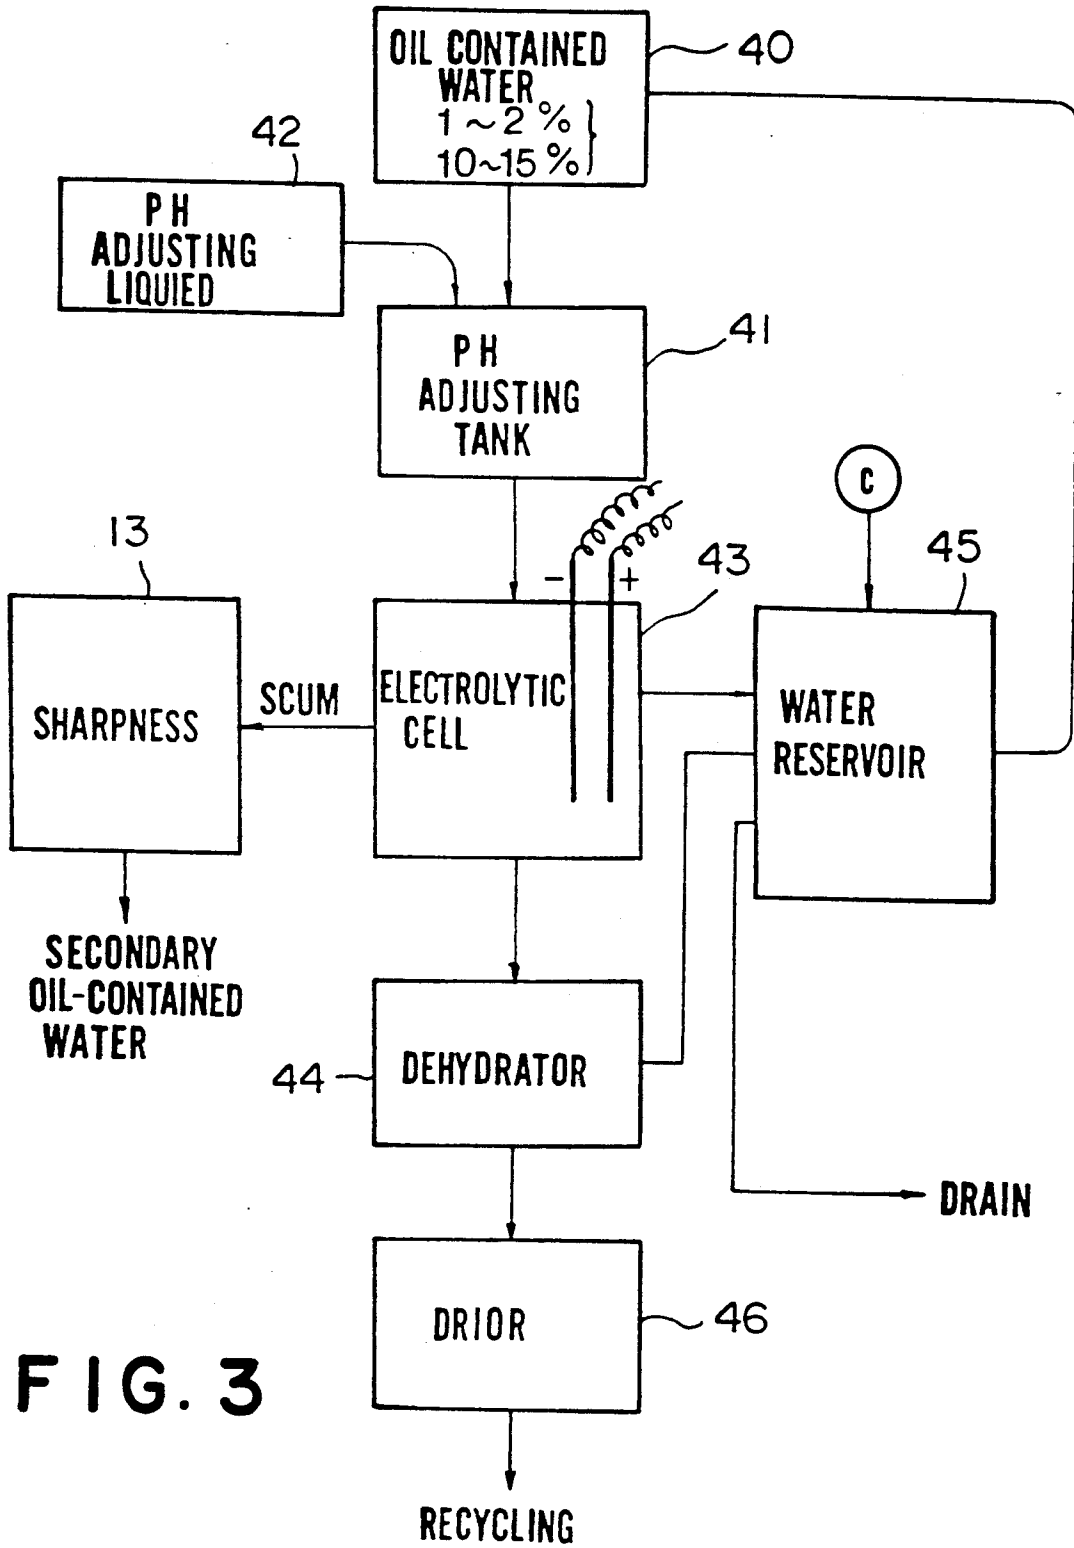 OIL CONTAINED
WATER
1 ~ 2 %
10~15 %
40
42
PH
ADJUSTING
LIQUIED
PH
ADJUSTING
TANK
41
C
13
- +
43
45
SHARPNESS
SCUM
ELECTROLYTIC
CELL
WATER
RESERVOIR
SECONDARY
OIL-CONTAINED
WATER
44
DEHYDRATOR
DRAIN
DRIOR
46
FIG. 3
RECYCLING